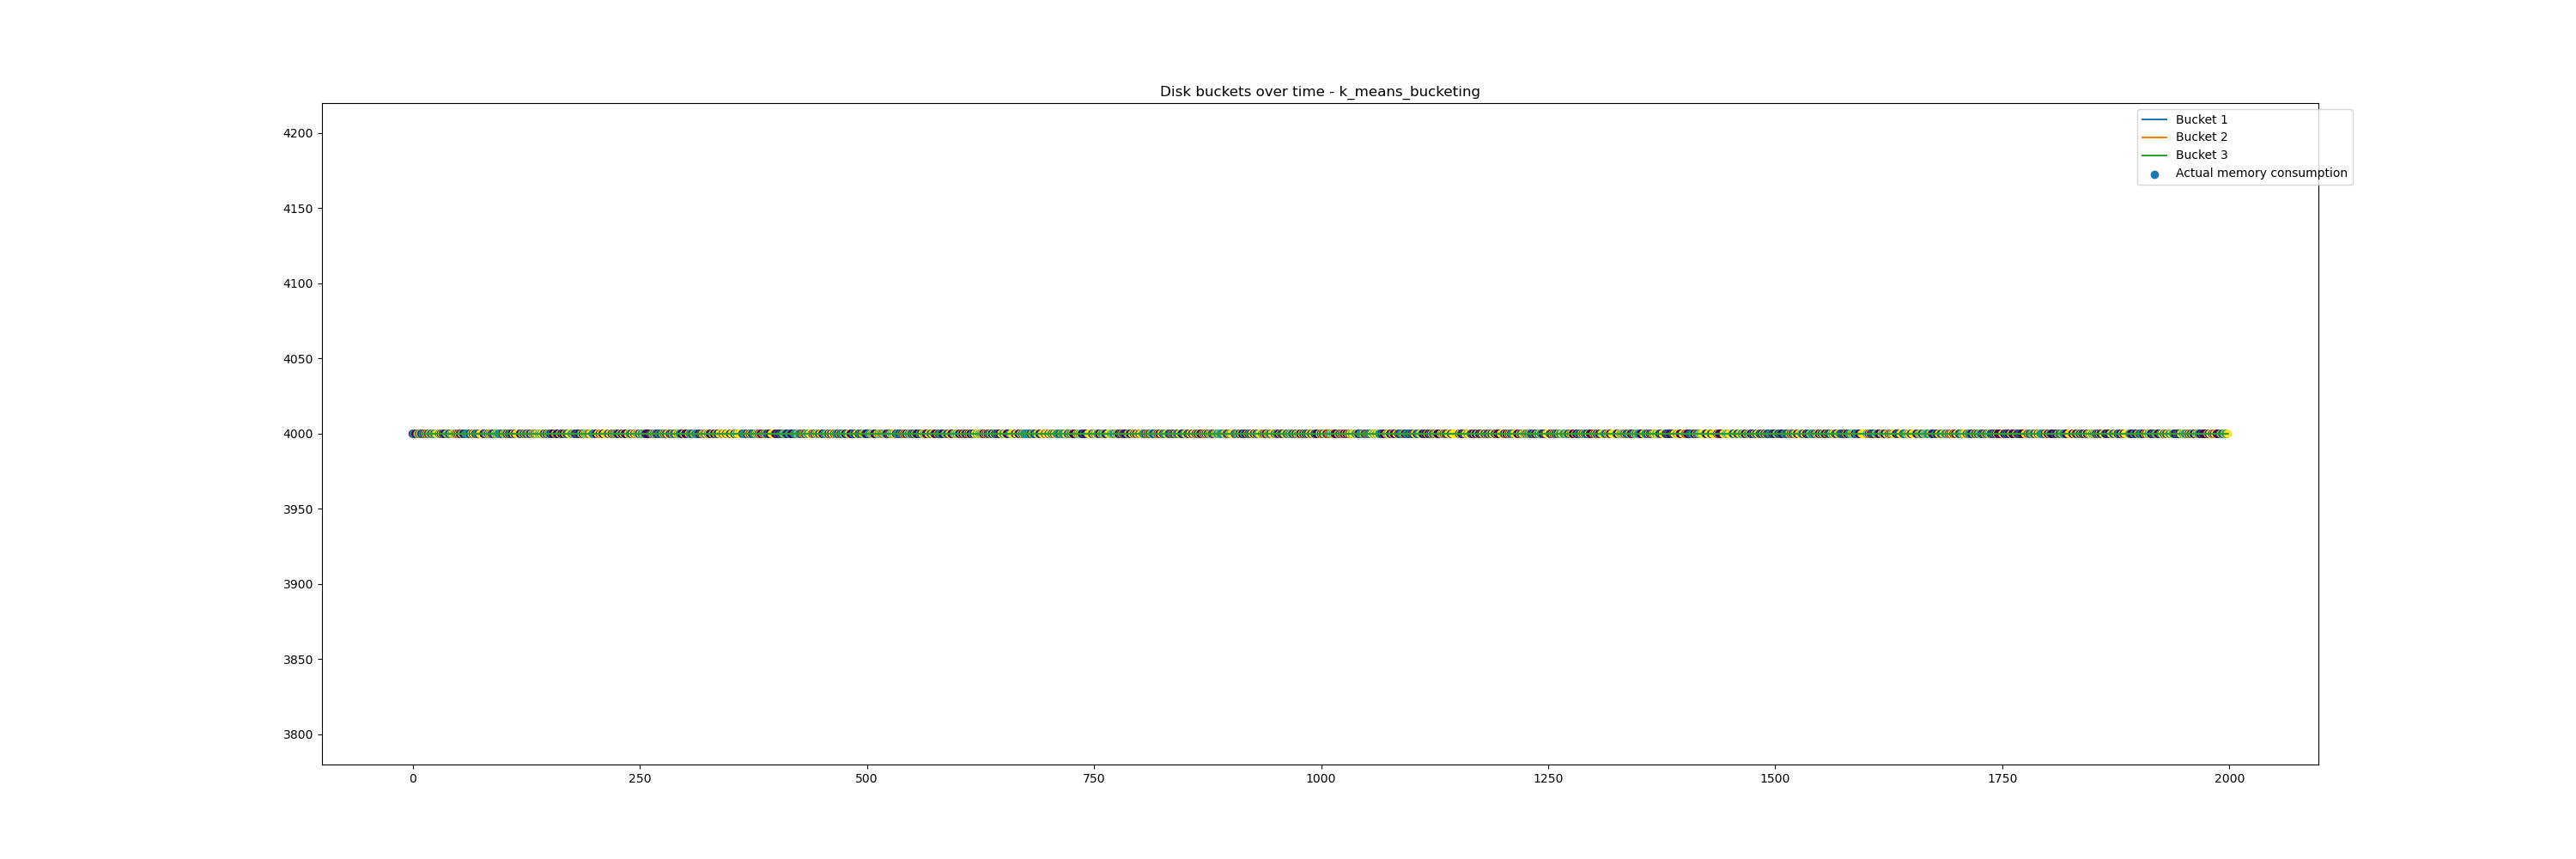 Disk buckets over time - k_means_bucketing
Bucket 1
Bucket 2
Bucket 3
Actual memory consumption
4200
4150
4100
4050
4000
3950
3900
3850
3800
0 250 500 750 1000 1250 1500 1750 2000